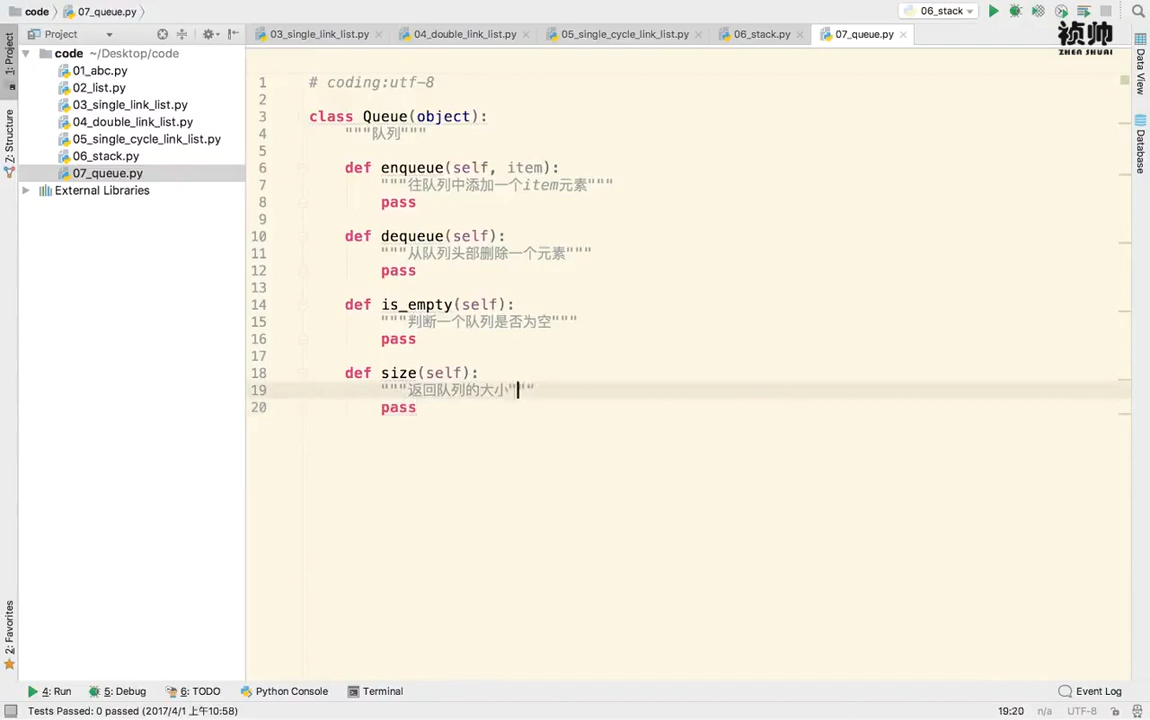 code 07_queue.py 06_stack
Project 03_single_link_list.py 04_double_link_list.py 05_single_cycle_link_list.py 06_stack.py 07_queue.py
祯帅
ZHEN SHUAI
1: Project
Z: Structure
2: Favorites
Data View
Database
code ~/Desktop/code
01_abc.py
02_list.py
03_single_link_list.py
04_double_link_list.py
05_single_cycle_link_list.py
06_stack.py
07_queue.py
External Libraries
1 # coding:utf-8
2
3 class Queue(object):
4 """队列"""
5
6 def enqueue(self, item):
7 """往队列中添加一个item元素"""
8 pass
9
10 def dequeue(self):
11 """从队列头部删除一个元素"""
12 pass
13
14 def is_empty(self):
15 """判断一个队列是否为空"""
16 pass
17
18 def size(self):
19 """返回队列的大小"""
20 pass
4: Run 5: Debug 6: TODO Python Console Terminal Event Log
Tests Passed: 0 passed (2017/4/1 上午10:58) 19:20 n/a UTF-8